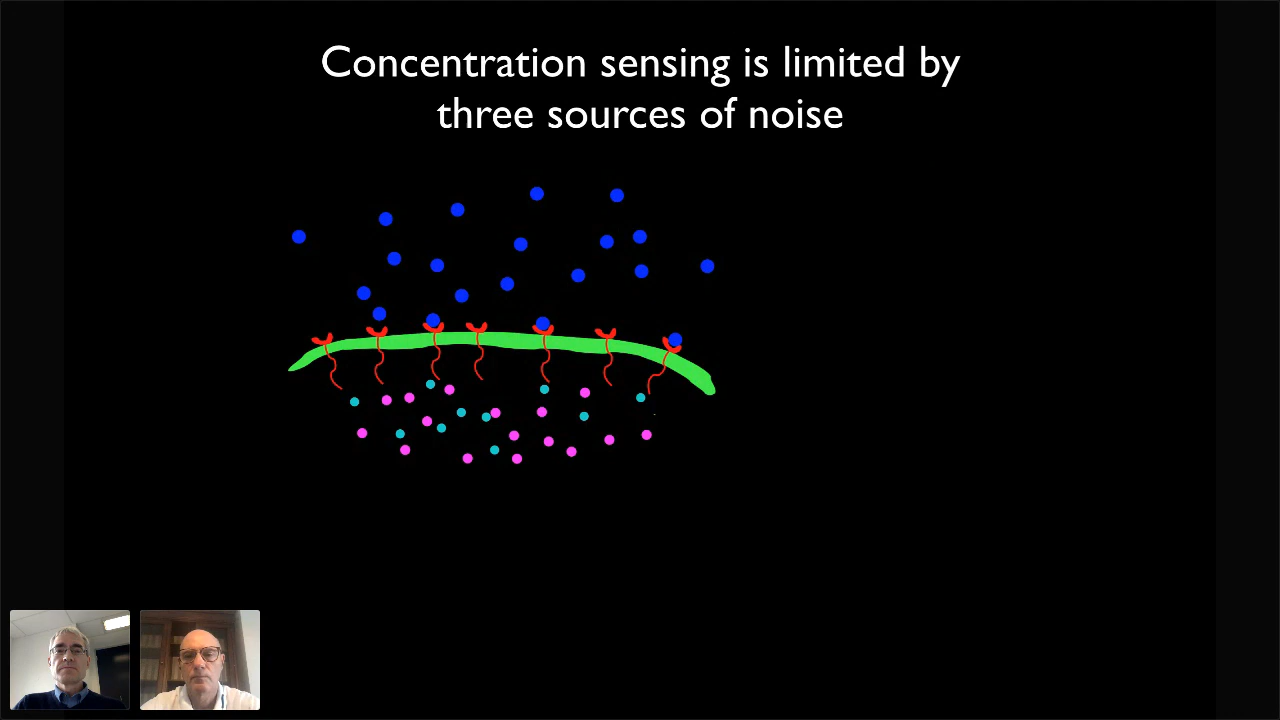 Concentration sensing is limited by
three sources of noise